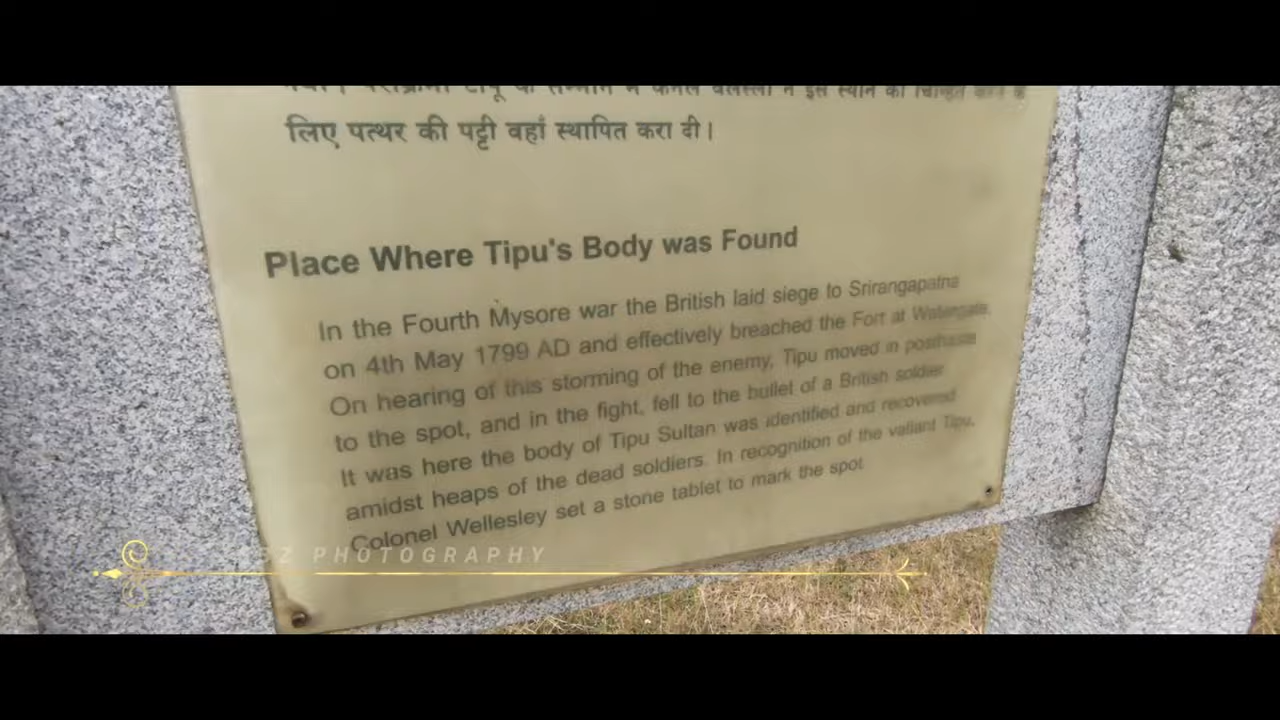 लिए पत्थर की पट्टी वहाँ स्थापित करा दी।
Place Where Tipu's Body was Found
In the Fourth Mysore war the British laid siege to Srirangapatna
on 4th May 1799 AD and effectively breached the Fort at Watergate.
On hearing of this storming of the enemy, Tipu moved in posthaste
to the spot, and in the fight, fell to the bullet of a British soldier
It was here the body of Tipu Sultan was identified and recovered
amidst heaps of the dead soldiers. In recognition of the valiant Tipu,
Colonel Wellesley set a stone tablet to mark the spot
PHOTOGRAPHY